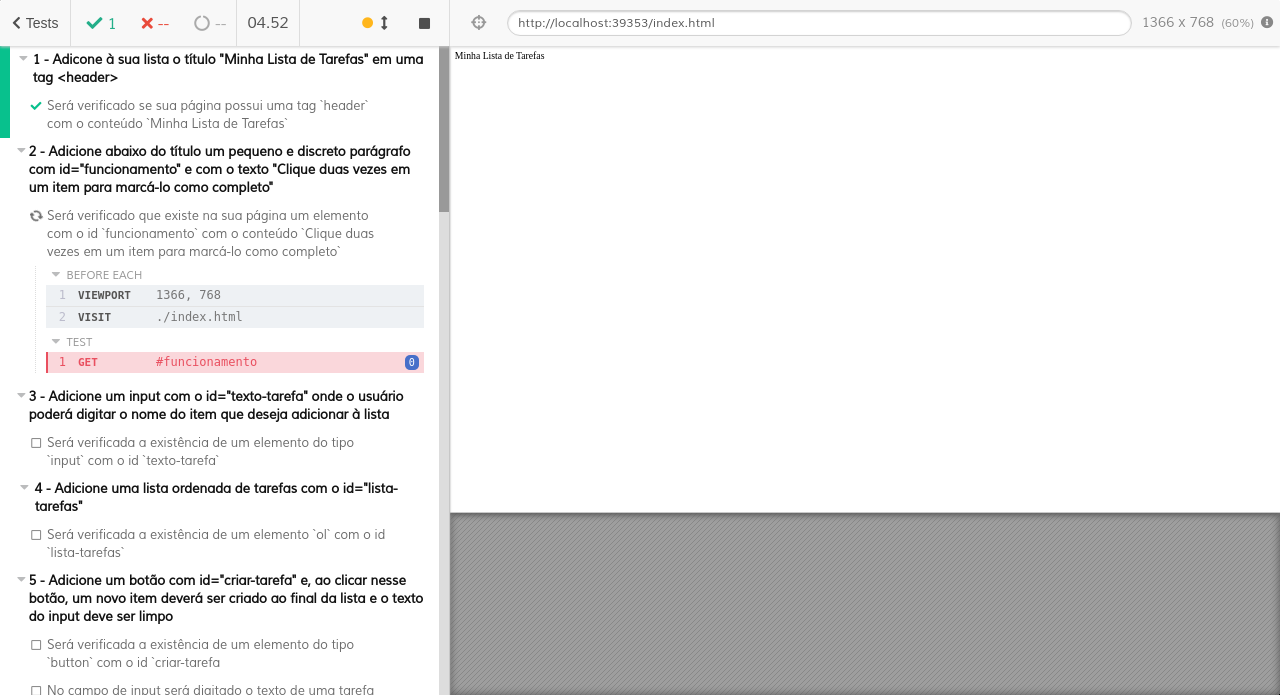 Tests
1
--
--
04.52
http://localhost:39353/index.html
1366 x 768 (60%)
1 - Adicone à sua lista o título "Minha Lista de Tarefas" em uma
tag <header>
Será verificado se sua página possui uma tag `header`
com o conteúdo `Minha Lista de Tarefas`
2 - Adicione abaixo do título um pequeno e discreto parágrafo
com id="funcionamento" e com o texto "Clique duas vezes em
um item para marcá-lo como completo"
Será verificado que existe na sua página um elemento
com o id `funcionamento` com o conteúdo `Clique duas
vezes em um item para marcá-lo como completo`
BEFORE EACH
1 VIEWPORT 1366, 768
2 VISIT ./index.html
TEST
1 GET #funcionamento 0
3 - Adicione um input com o id="texto-tarefa" onde o usuário
poderá digitar o nome do item que deseja adicionar à lista
Será verificada a existência de um elemento do tipo
`input` com o id `texto-tarefa`
4 - Adicione uma lista ordenada de tarefas com o id="lista-
tarefas"
Será verificada a existência de um elemento `ol` com o id
`lista-tarefas`
5 - Adicione um botão com id="criar-tarefa" e, ao clicar nesse
botão, um novo item deverá ser criado ao final da lista e o texto
do input deve ser limpo
Será verificada a existência de um elemento do tipo
`button` com o id `criar-tarefa
No campo de input será digitado o texto de uma tarefa
Minha Lista de Tarefas